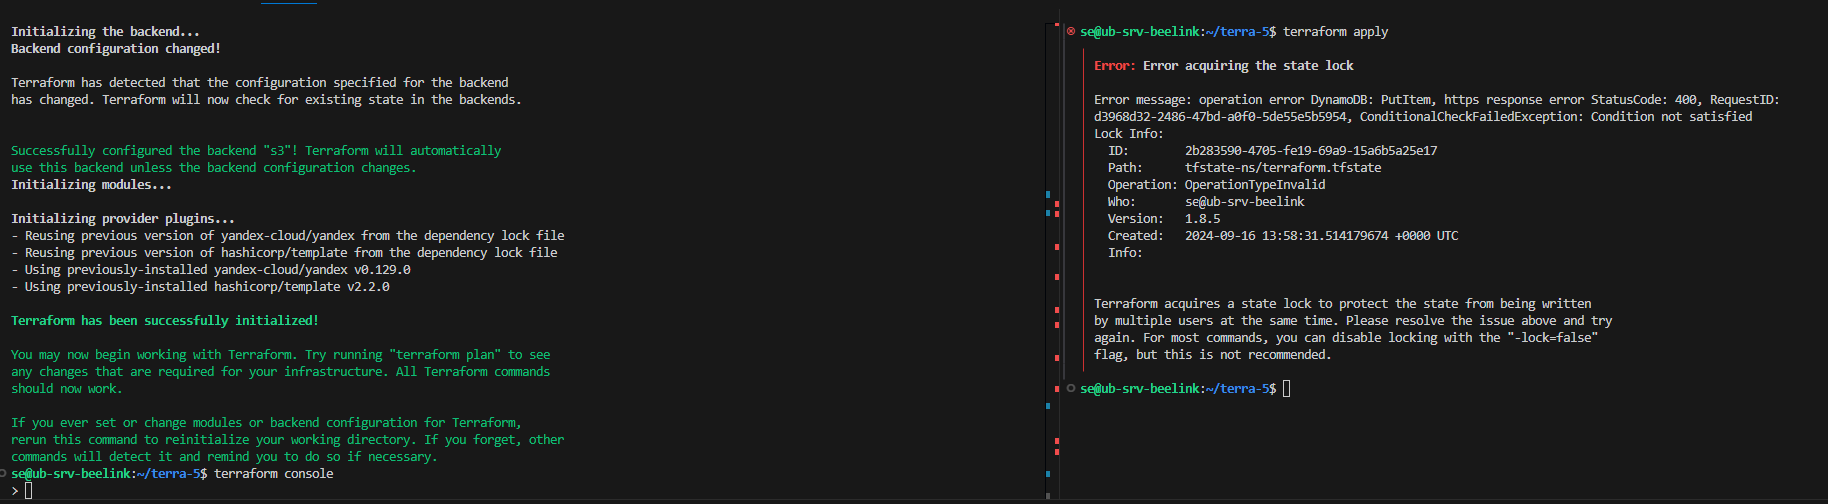 Initializing the backend...
Backend configuration changed!
Terraform has detected that the configuration specified for the backend
has changed. Terraform will now check for existing state in the backends.
Successfully configured the backend "s3"! Terraform will automatically
use this backend unless the backend configuration changes.
Initializing modules...
Initializing provider plugins...
- Reusing previous version of yandex-cloud/yandex from the dependency lock file
- Reusing previous version of hashicorp/template from the dependency lock file
- Using previously-installed yandex-cloud/yandex v0.129.0
- Using previously-installed hashicorp/template v2.2.0
Terraform has been successfully initialized!
You may now begin working with Terraform. Try running "terraform plan" to see
any changes that are required for your infrastructure. All Terraform commands
should now work.
If you ever set or change modules or backend configuration for Terraform,
rerun this command to reinitialize your working directory. If you forget, other
commands will detect it and remind you to do so if necessary.
se@ub-srv-beelink:~/terra-5$ terraform console
>
se@ub-srv-beelink:~/terra-5$ terraform apply
Error: Error acquiring the state lock
Error message: operation error DynamoDB: PutItem, https response error StatusCode: 400, RequestID:
d3968d32-2486-47bd-a0f0-5de55e5b5954, ConditionalCheckFailedException: Condition not satisfied
Lock Info:
ID: 2b283590-4705-fe19-69a9-15a6b5a25e17
Path: tfstate-ns/terraform.tfstate
Operation: OperationTypeInvalid
Who: se@ub-srv-beelink
Version: 1.8.5
Created: 2024-09-16 13:58:31.514179674 +0000 UTC
Info:
Terraform acquires a state lock to protect the state from being written
by multiple users at the same time. Please resolve the issue above and try
again. For most commands, you can disable locking with the "-lock=false"
flag, but this is not recommended.
se@ub-srv-beelink:~/terra-5$